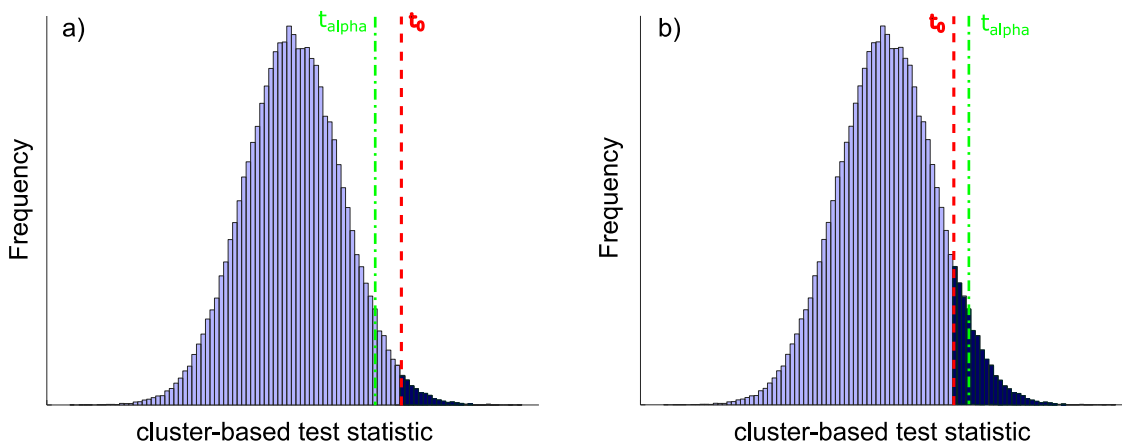 a)
t_alpha
t_0
Frequency
cluster-based test statistic
b)
t_0
t_alpha
Frequency
cluster-based test statistic